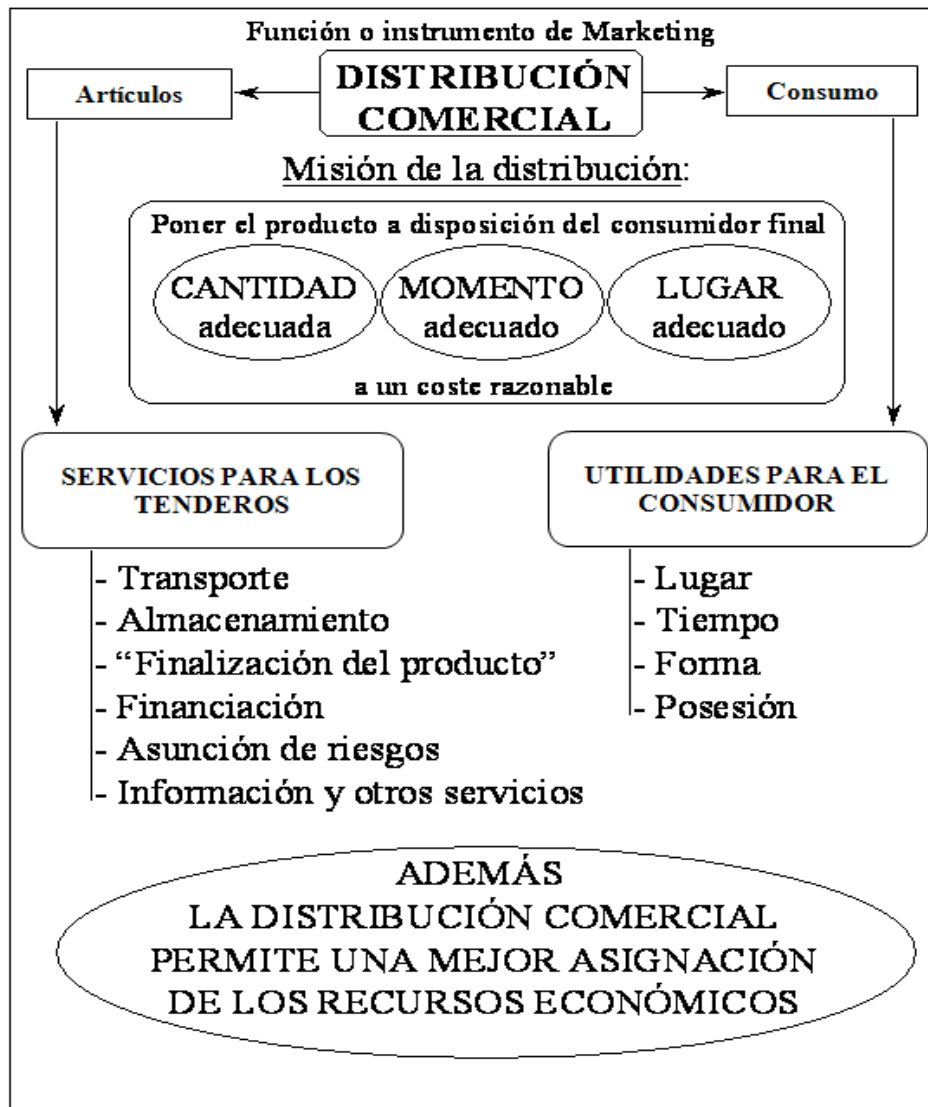 Función o instrumento de Marketing
Artículos
DISTRIBUCIÓN
COMERCIAL
Consumo
Misión de la distribución:
Poner el producto a disposición del consumidor final
CANTIDAD
adecuada
MOMENTO
adecuado
LUGAR
adecuado
a un coste razonable
SERVICIOS PARA LOS
TENDEROS
- Transporte
- Almacenamiento
- “Finalización del producto”
- Financiación
- Asunción de riesgos
- Información y otros servicios
UTILIDADES PARA EL
CONSUMIDOR
- Lugar
- Tiempo
- Forma
- Posesión
ADEMÁS
LA DISTRIBUCIÓN COMERCIAL
PERMITE UNA MEJOR ASIGNACIÓN
DE LOS RECURSOS ECONÓMICOS